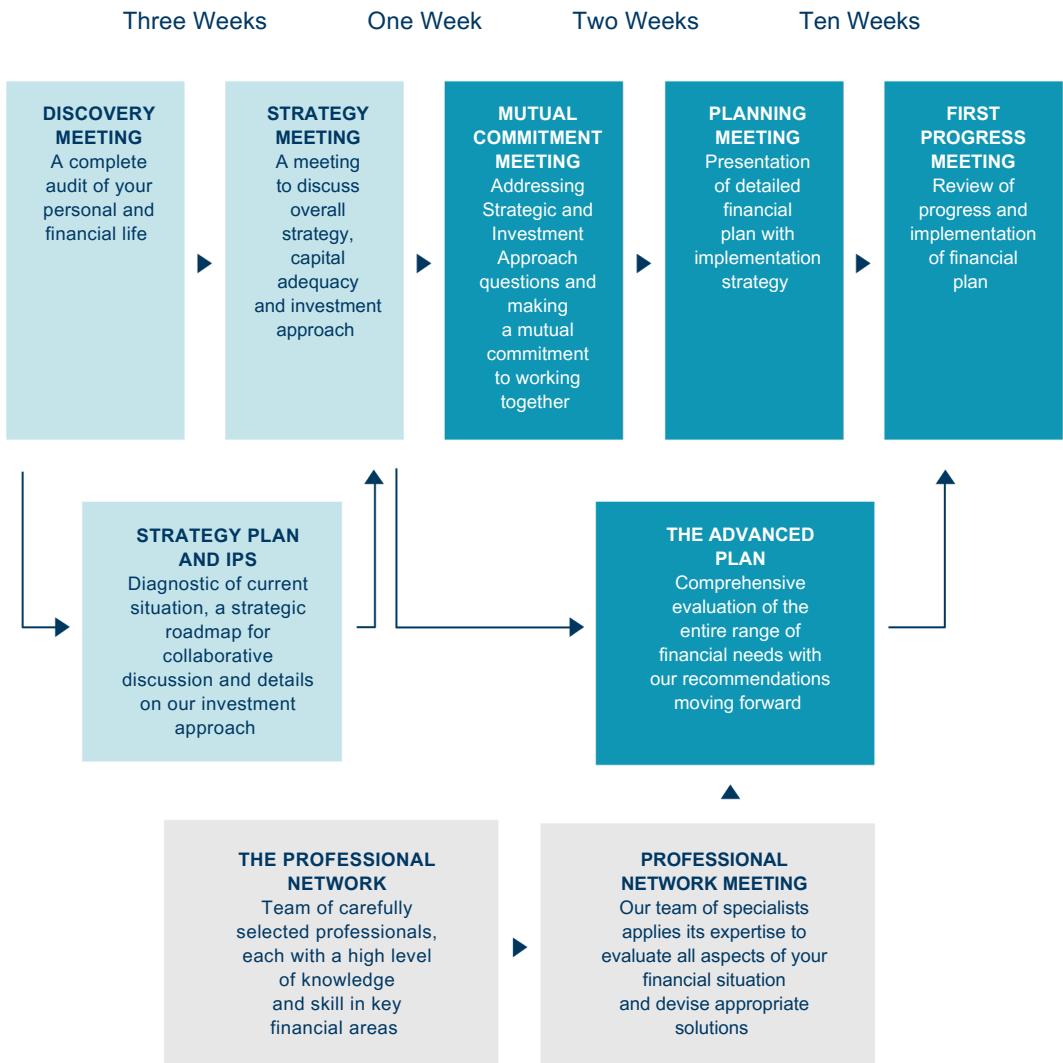 Three Weeks
One Week
Two Weeks
Ten Weeks
DISCOVERY
MEETING
A complete
audit of your
personal and
financial life
STRATEGY
MEETING
A meeting
to discuss
overall
strategy,
capital
adequacy
and investment
approach
MUTUAL
COMMITMENT
MEETING
Addressing
Strategic and
Investment
Approach
questions and
making
a mutual
commitment
to working
together
PLANNING
MEETING
Presentation
of detailed
financial
plan with
implementation
strategy
FIRST
PROGRESS
MEETING
Review of
progress and
implementation
of financial
plan
STRATEGY PLAN
AND IPS
Diagnostic of current
situation, a strategic
roadmap for
collaborative
discussion and details
on our investment
approach
THE ADVANCED
PLAN
Comprehensive
evaluation of the
entire range of
financial needs with
our recommendations
moving forward
THE PROFESSIONAL
NETWORK
Team of carefully
selected professionals,
each with a high level
of knowledge
and skill in key
financial areas
PROFESSIONAL
NETWORK MEETING
Our team of specialists
applies its expertise to
evaluate all aspects of your
financial situation
and devise appropriate
solutions